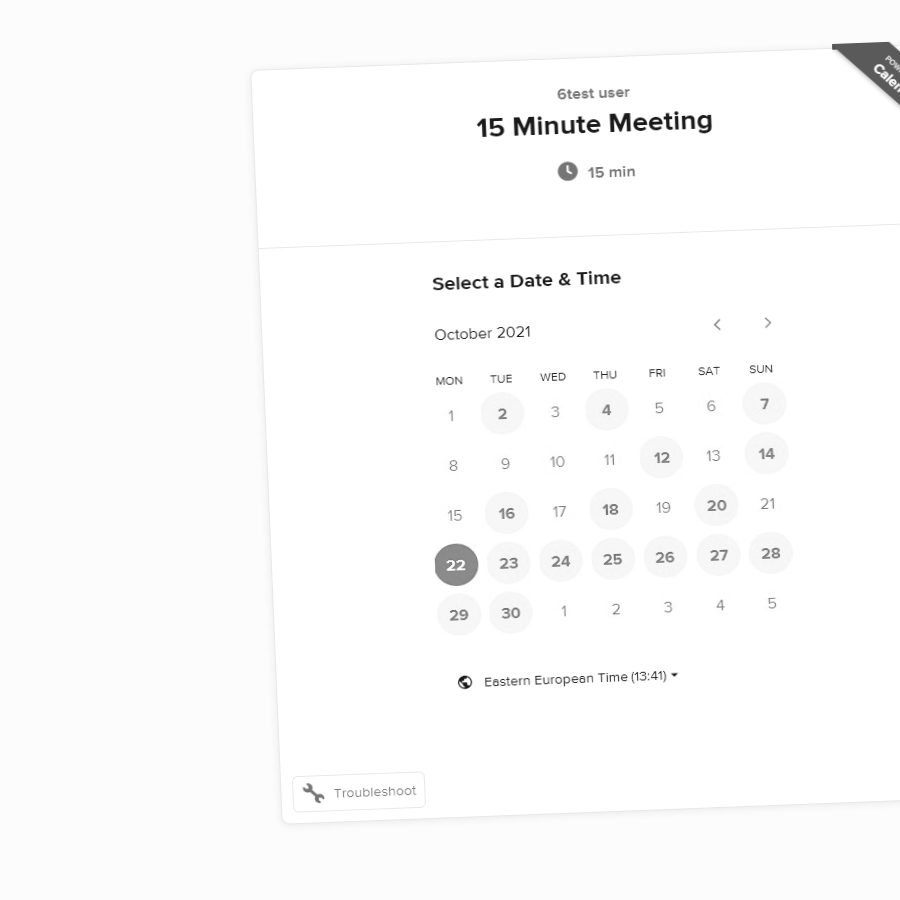 6test user
15 Minute Meeting
15 min
Select a Date & Time
October 2021
MON TUE WED THU FRI SAT SUN
1 2 3 4 5 6 7
8 9 10 11 12 13 14
15 16 17 18 19 20 21
22 23 24 25 26 27 28
29 30 1 2 3 4 5
Eastern European Time (13:41)
Troubleshoot